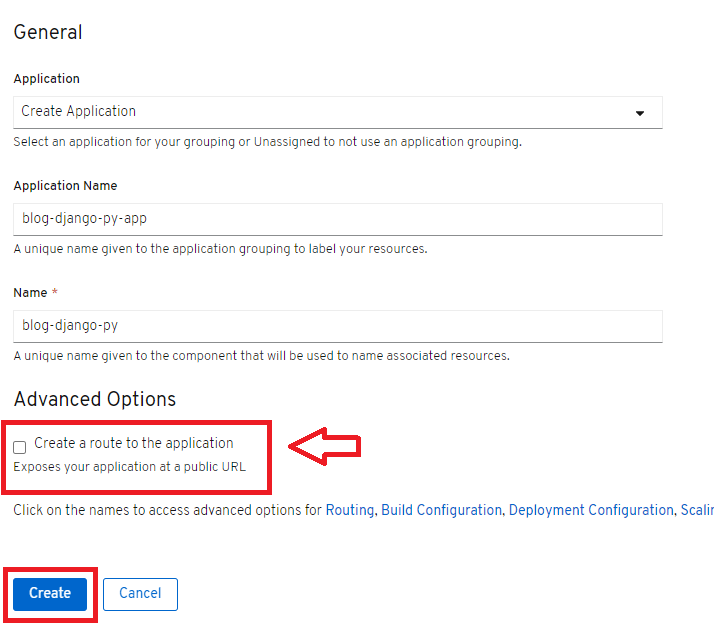 General
Application
Create Application
Select an application for your grouping or Unassigned to not use an application grouping.
Application Name
blog-django-py-app
A unique name given to the application grouping to label your resources.
Name *
blog-django-py
A unique name given to the component that will be used to name associated resources.
Advanced Options
Create a route to the application
Exposes your application at a public URL
Click on the names to access advanced options for Routing, Build Configuration, Deployment Configuration,
Create Cancel